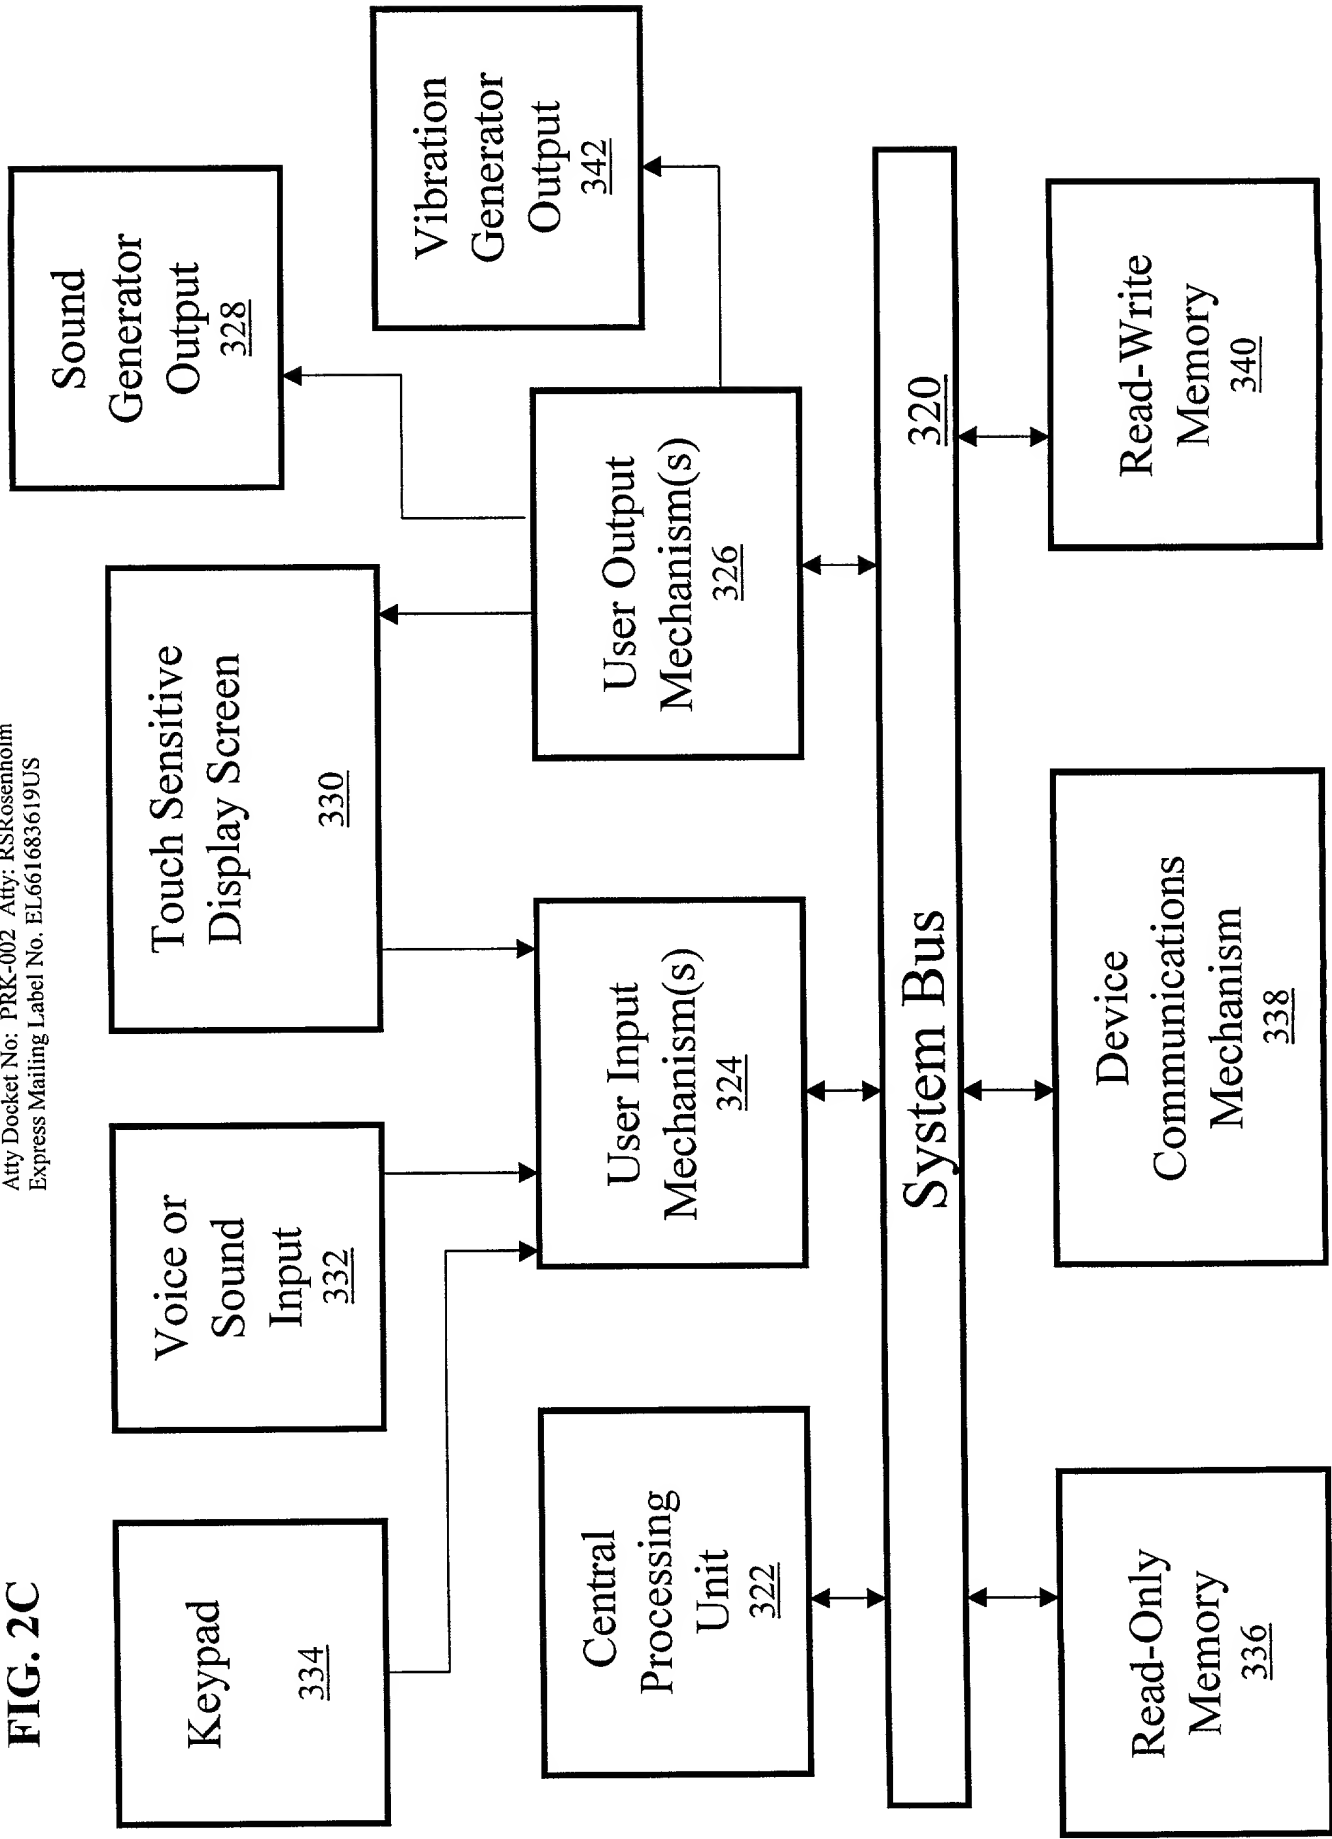 Atty Docket No: PRK-002 Atty: RSRosenholm
Express Mailing Label No. EL661683619US
FIG. 2C
Keypad
334
Voice or
Sound
Input
332
Touch Sensitive
Display Screen
330
Sound
Generator
Output
328
Vibration
Generator
Output
342
Central
Processing
Unit
322
User Input
Mechanism(s)
324
User Output
Mechanism(s)
326
System Bus
320
Read-Only
Memory
336
Device
Communications
Mechanism
338
Read-Write
Memory
340